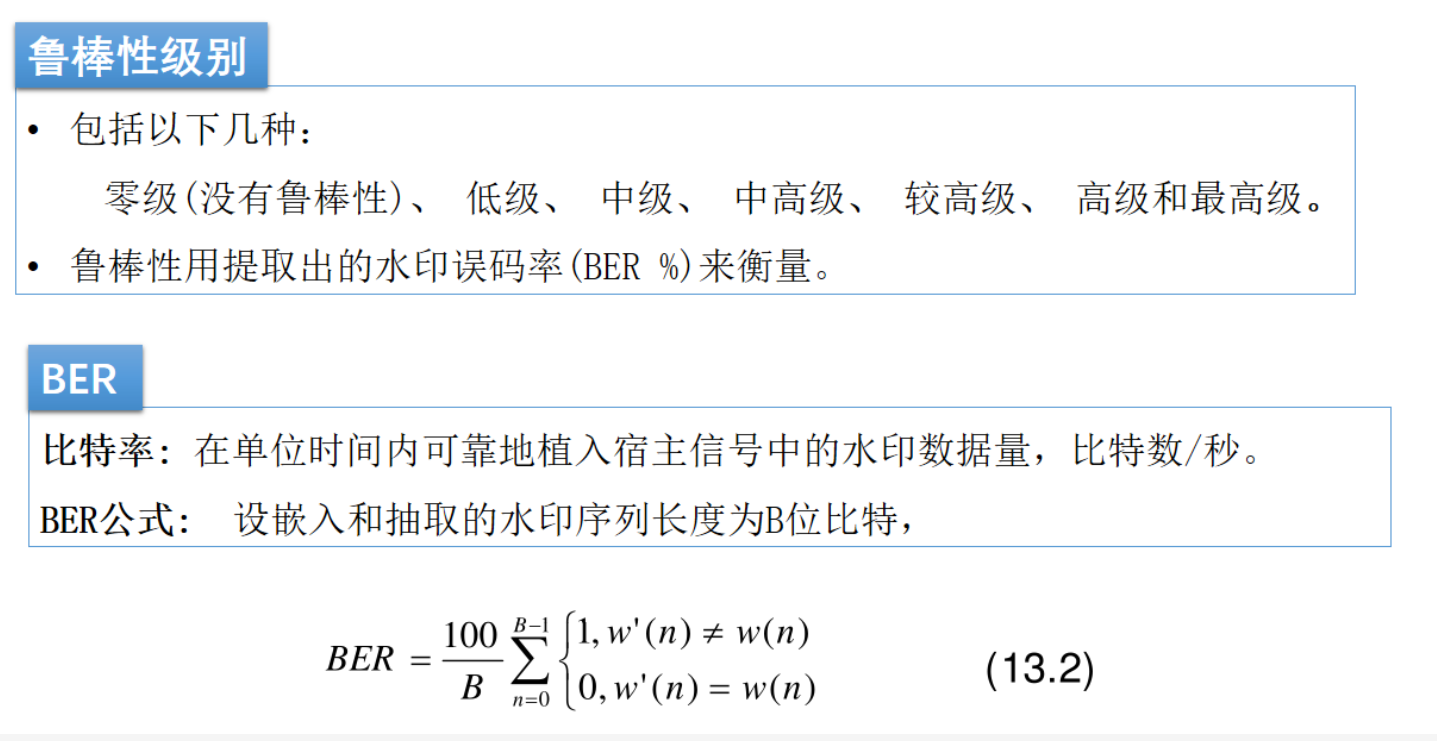 鲁棒性级别
• 包括以下几种：
零级(没有鲁棒性)、 低级、 中级、 中高级、 较高级、 高级和最高级。
• 鲁棒性用提取出的水印误码率(BER %)来衡量。
BER
比特率: 在单位时间内可靠地植入宿主信号中的水印数据量，比特数/秒。
BER公式: 设嵌入和抽取的水印序列长度为B位比特，
BER = \frac{100}{B} \sum_{n=0}^{B-1} \begin{cases} 1, w'(n) ≠ w(n) \\ 0, w'(n) = w(n) \end{cases} (13.2)